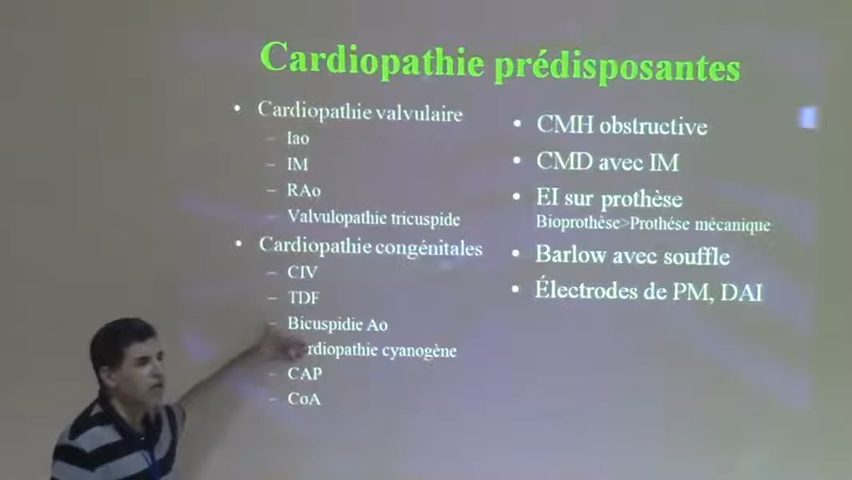 Cardiopathie prédisposantes
• Cardiopathie valvulaire
– Iao
– IM
– RAo
– Valvulopathie tricuspide
• Cardiopathie congénitales
– CIV
– TDF
– Bicuspidie Ao
rdiopathie cyanogène
– CAP
– CoA
• CMH obstructive
• CMD avec IM
• EI sur prothèse
Bioprothèse>Prothése mécanique
• Barlow avec souffle
• Électrodes de PM, DAI